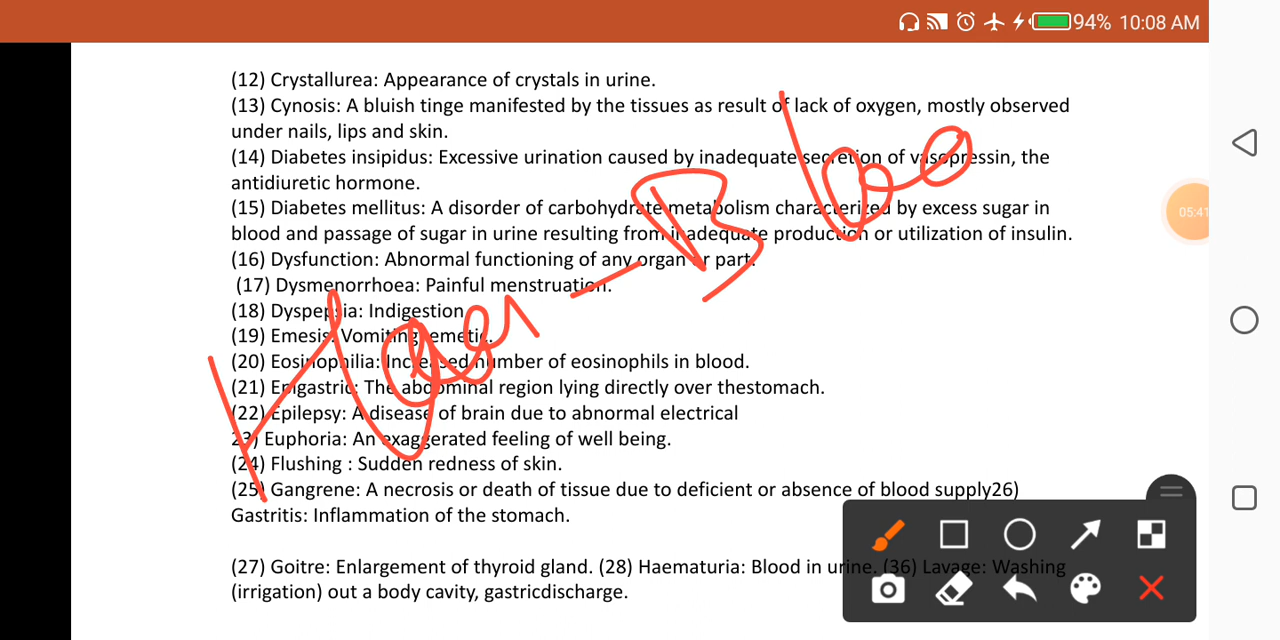 94% 10:08 AM
(12) Crystallurea: Appearance of crystals in urine.
(13) Cynosis: A bluish tinge manifested by the tissues as result of lack of oxygen, mostly observed
under nails, lips and skin.
(14) Diabetes insipidus: Excessive urination caused by inadequate secretion of vasopressin, the
antidiuretic hormone.
(15) Diabetes mellitus: A disorder of carbohydrate metabolism characterized by excess sugar in
blood and passage of sugar in urine resulting from inadequate production or utilization of insulin.
(16) Dysfunction: Abnormal functioning of any organ or part.
(17) Dysmenorrhoea: Painful menstruation.
(18) Dyspepsia: Indigestion
(19) Emesis: Vomiting emetic.
(20) Eosinophilia: Increased number of eosinophils in blood.
(21) Epigastric: The abdominal region lying directly over thestomach.
(22) Epilepsy: A disease of brain due to abnormal electrical
23) Euphoria: An exaggerated feeling of well being.
(24) Flushing : Sudden redness of skin.
(25) Gangrene: A necrosis or death of tissue due to deficient or absence of blood supply26)
Gastritis: Inflammation of the stomach.
(27) Goitre: Enlargement of thyroid gland. (28) Haematuria: Blood in urine. (36) Lavage: Washing
(irrigation) out a body cavity, gastricdischarge.
05:41